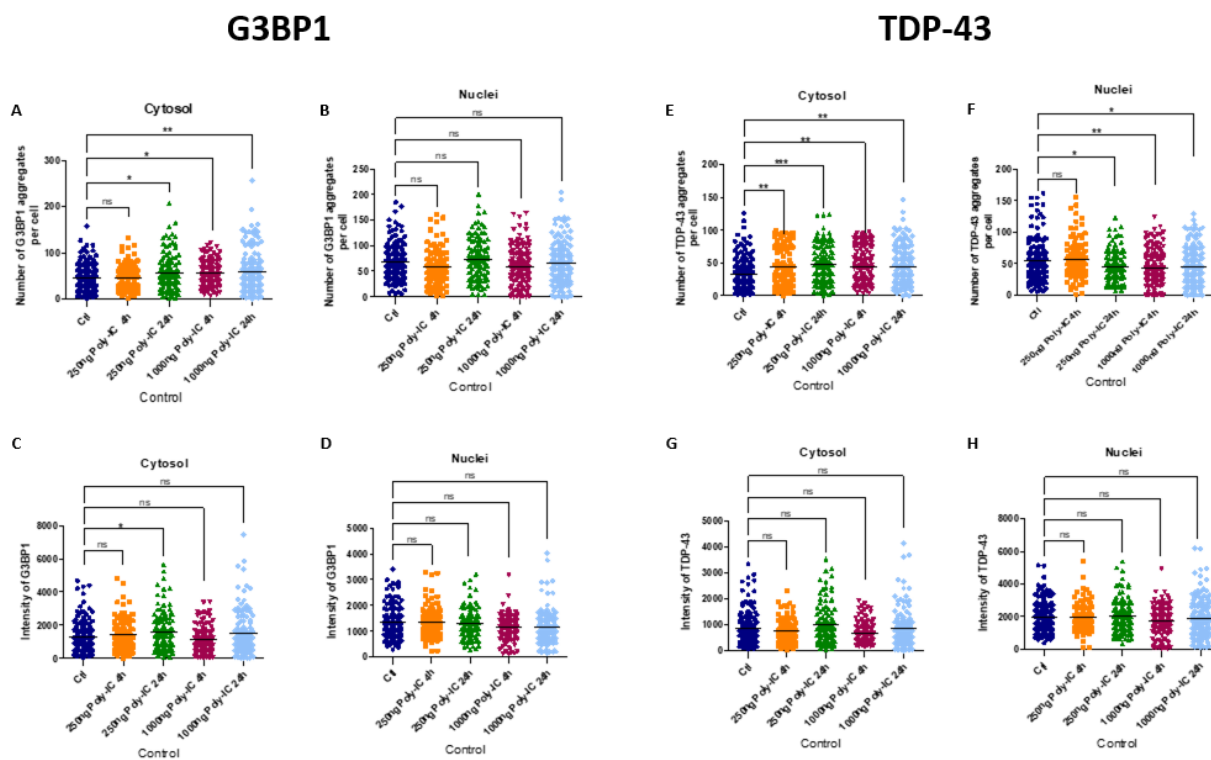 G3BP1
TDP-43
A
Cytosol
**
*
*
ns
Number of G3BP1 aggregates
per cell
300
200
100
0
Ctl
250ng Poly-IC 4h
250ng Poly-IC 24h
1000ng Poly-IC 4h
1000ng Poly-IC 24h
Control
B
Nuclei
ns
ns
ns
ns
Number of G3BP1 aggregates
per cell
250
200
150
100
50
0
Ctl
250ng Poly-IC 4h
250ng Poly-IC 24h
1000ng Poly-IC 4h
1000ng Poly-IC 24h
Control
E
Cytosol
**
**
***
**
Number of TDP-43 aggregates
per cell
200
150
100
50
0
Ctl
250ng Poly-IC 4h
250ng Poly-IC 24h
1000ng Poly-IC 4h
1000ng Poly-IC 24h
Control
F
Nuclei
*
**
*
ns
Number of TDP-43 aggregates
per cell
200
150
100
50
0
Ctl
250ng Poly-IC 4h
250ng Poly-IC 24h
1000ng Poly-IC 4h
1000ng Poly-IC 24h
Control
C
Cytosol
ns
ns
*
ns
Intensity of G3BP1
8000
6000
4000
2000
0
Ctl
250ng Poly-IC 4h
250ng Poly-IC 24h
1000ng Poly-IC 4h
1000ng Poly-IC 24h
Control
D
Nuclei
ns
ns
ns
ns
Intensity of G3BP1
5000
4000
3000
2000
1000
0
Ctl
250ng Poly-IC 4h
250ng Poly-IC 24h
1000ng Poly-IC 4h
1000ng Poly-IC 24h
Control
G
Cytosol
ns
ns
ns
ns
Intensity of TDP-43
5000
4000
3000
2000
1000
0
Ctl
250ng Poly-IC 4h
250ng Poly-IC 24h
1000ng Poly-IC 4h
1000ng Poly-IC 24h
Control
H
Nuclei
ns
ns
ns
ns
Intensity of TDP-43
8000
6000
4000
2000
0
Ctl
250ng Poly-IC 4h
250ng Poly-IC 24h
1000ng Poly-IC 4h
1000ng Poly-IC 24h
Control